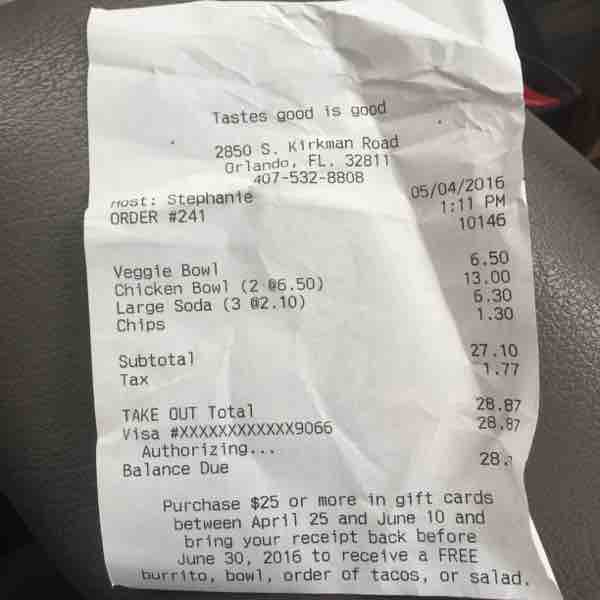 Tastes good is good
2850 S. Kirkman Road
Orlando, FL. 32811
407-532-8808
Host: Stephanie 05/04/2016
ORDER #241 1:11 PM
10146
Veggie Bowl 6.50
Chicken Bowl (2 @6.50) 13.00
Large Soda (3 @2.10) 6.30
Chips 1.30
Subtotal 27.10
Tax 1.77
TAKE OUT Total 28.87
Visa #XXXXXXXXXXXX9066 28.87
Authorizing...
Balance Due
Purchase $25 or more in gift cards
between April 25 and June 10 and
bring your receipt back before
June 30, 2016 to receive a FREE
burrito, bowl, order of tacos, or salad.